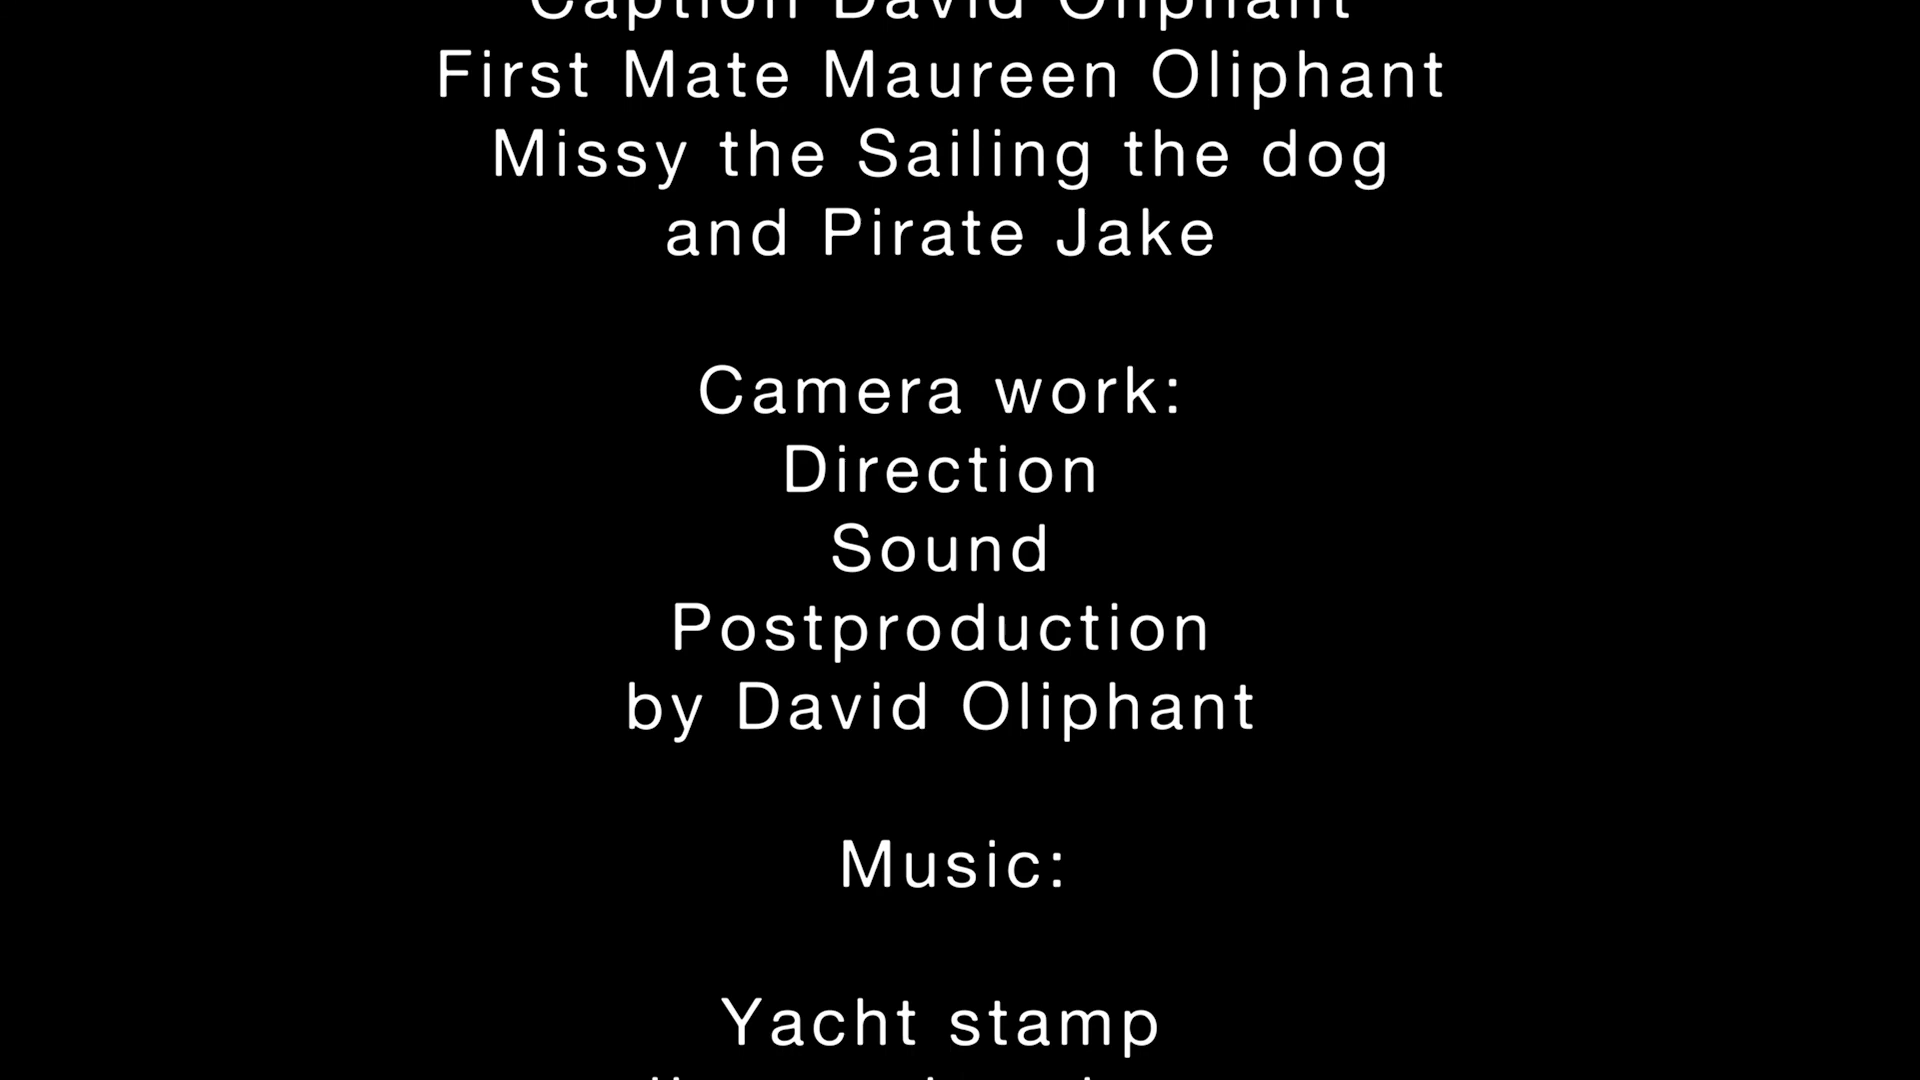 Caption David Oliphant
First Mate Maureen Oliphant
Missy the Sailing the dog
and Pirate Jake
Camera work:
Direction
Sound
Postproduction
by David Oliphant
Music:
Yacht stamp